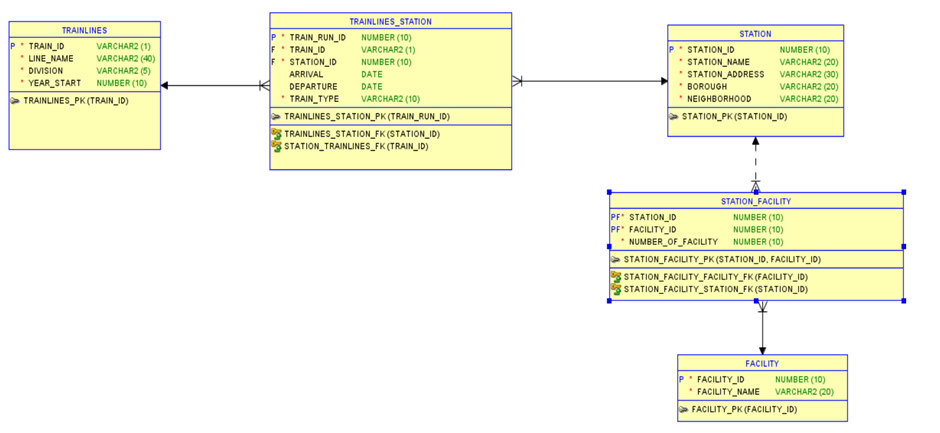 TRAINLINES
P * TRAIN_ID VARCHAR2 (1)
* LINE_NAME VARCHAR2 (40)
* DIVISION VARCHAR2 (5)
* YEAR_START NUMBER (10)
TRAINLINES_PK (TRAIN_ID)
TRAINLINES_STATION
P * TRAIN_RUN_ID NUMBER (10)
F * TRAIN_ID VARCHAR2 (1)
F * STATION_ID NUMBER (10)
ARRIVAL DATE
DEPARTURE DATE
* TRAIN_TYPE VARCHAR2 (10)
TRAINLINES_STATION_PK (TRAIN_RUN_ID)
TRAINLINES_STATION_FK (STATION_ID)
STATION_TRAINLINES_FK (TRAIN_ID)
STATION
P * STATION_ID NUMBER (10)
* STATION_NAME VARCHAR2 (20)
* STATION_ADDRESS VARCHAR2 (30)
* BOROUGH VARCHAR2 (20)
* NEIGHBORHOOD VARCHAR2 (20)
STATION_PK (STATION_ID)
STATION_FACILITY
PF* STATION_ID NUMBER (10)
PF* FACILITY_ID NUMBER (10)
* NUMBER_OF_FACILITY NUMBER (10)
STATION_FACILITY_PK (STATION_ID, FACILITY_ID)
STATION_FACILITY_FACILITY_FK (FACILITY_ID)
STATION_FACILITY_STATION_FK (STATION_ID)
FACILITY
P * FACILITY_ID NUMBER (10)
* FACILITY_NAME VARCHAR2 (20)
FACILITY_PK (FACILITY_ID)